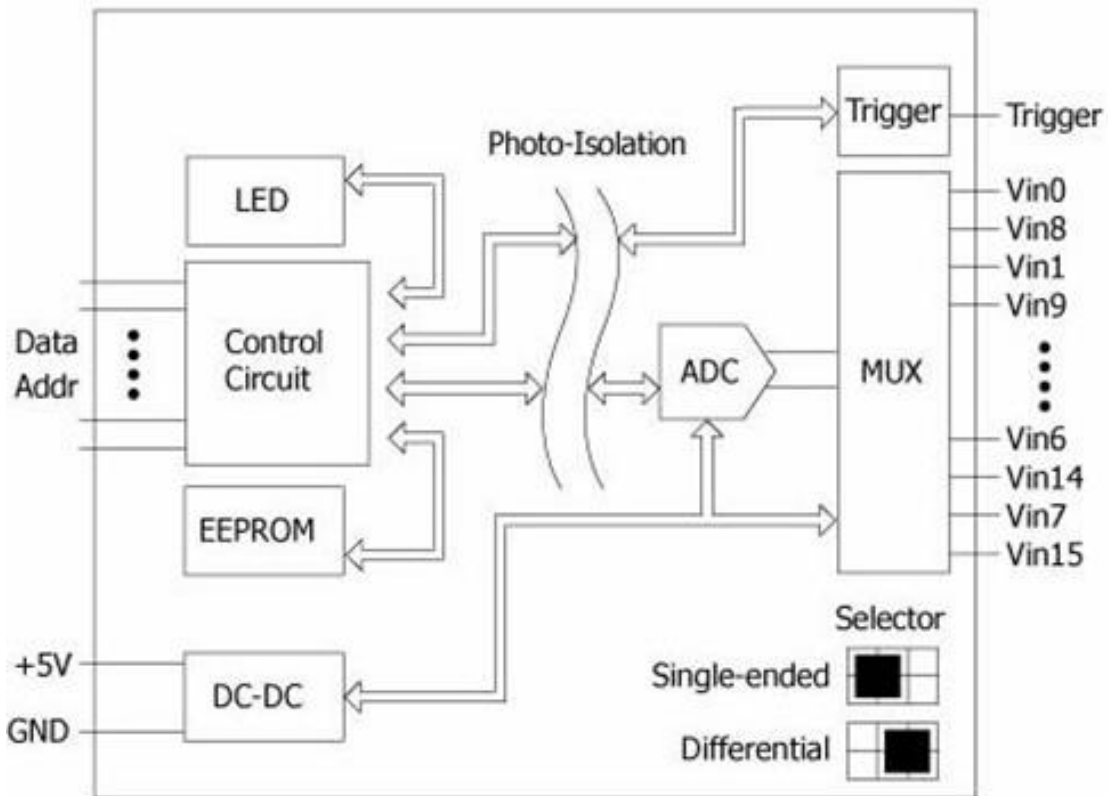 Trigger
Trigger
Photo-Isolation
LED
Vin0
Vin8
Vin1
Vin9
Data
Addr
Control
Circuit
ADC
MUX
Vin6
Vin14
Vin7
Vin15
EEPROM
Selector
+5V
GND
DC-DC
Single-ended
Differential